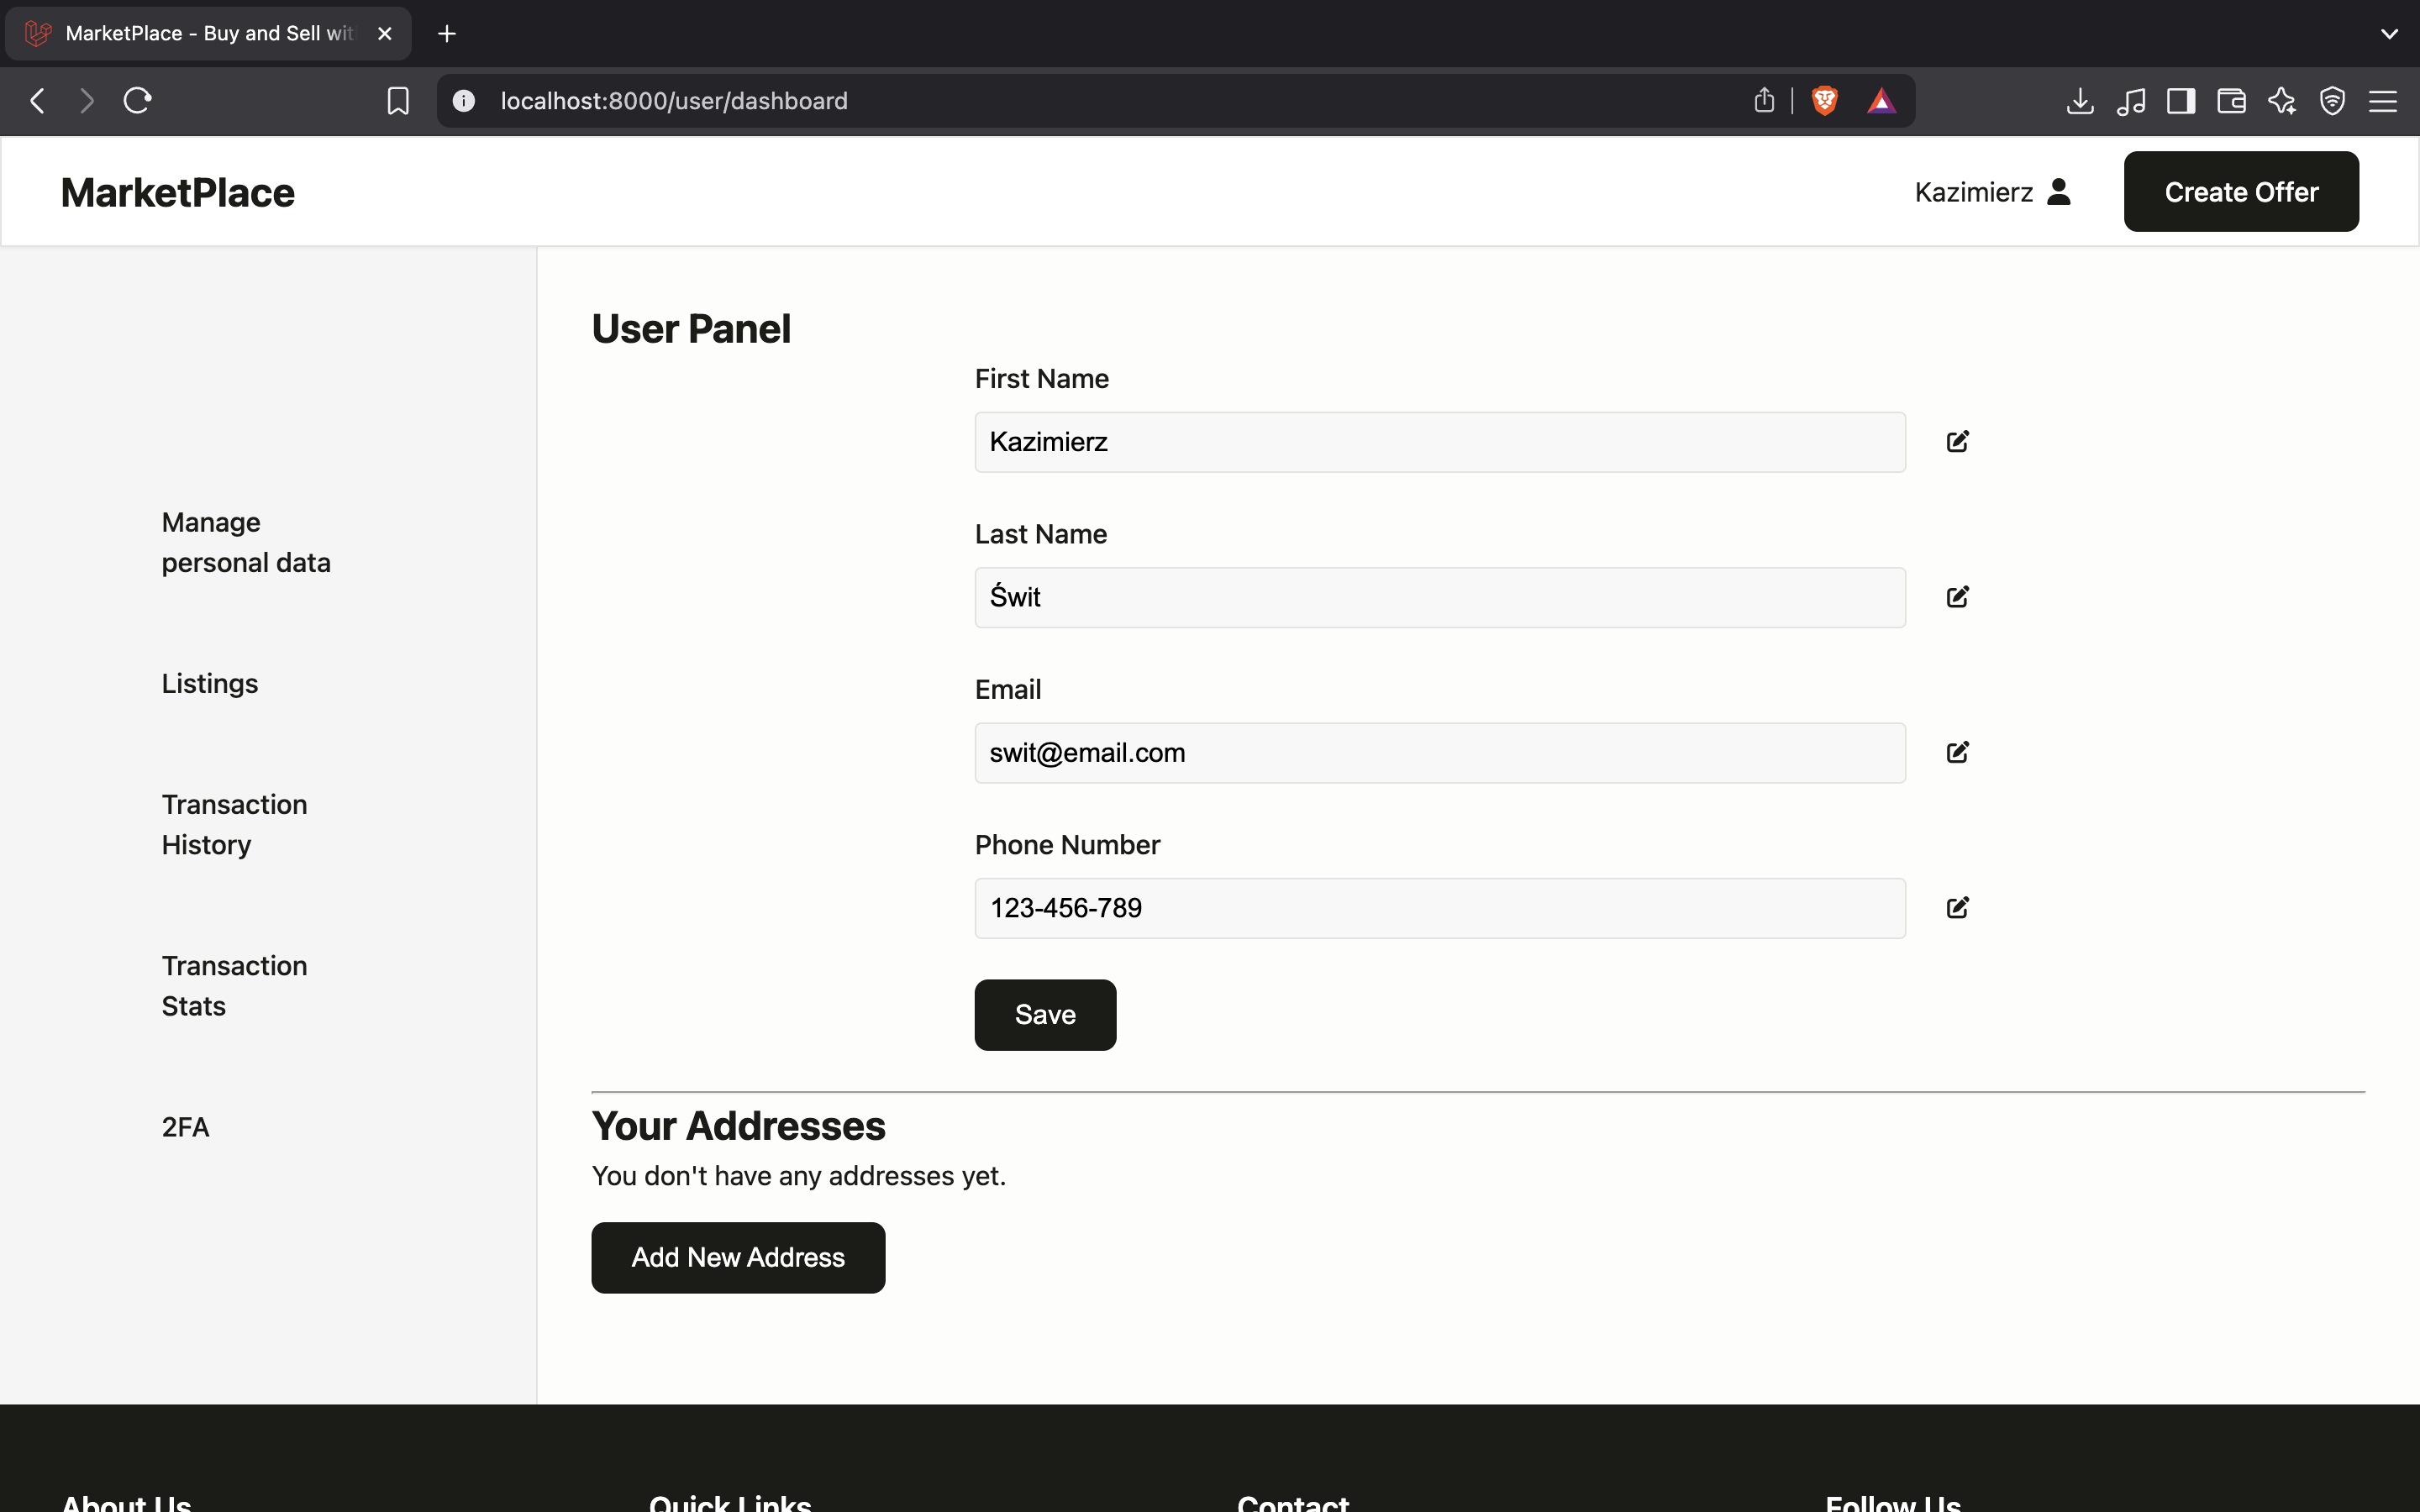 MarketPlace - Buy and Sell wit
localhost:8000/user/dashboard
MarketPlace
Kazimierz
Create Offer
Manage
personal data
Listings
Transaction
History
Transaction
Stats
2FA
User Panel
First Name
Kazimierz
Last Name
Świt
Email
swit@email.com
Phone Number
123-456-789
Save
Your Addresses
You don't have any addresses yet.
Add New Address
About Us
Quick Links
Contact
Follow Us